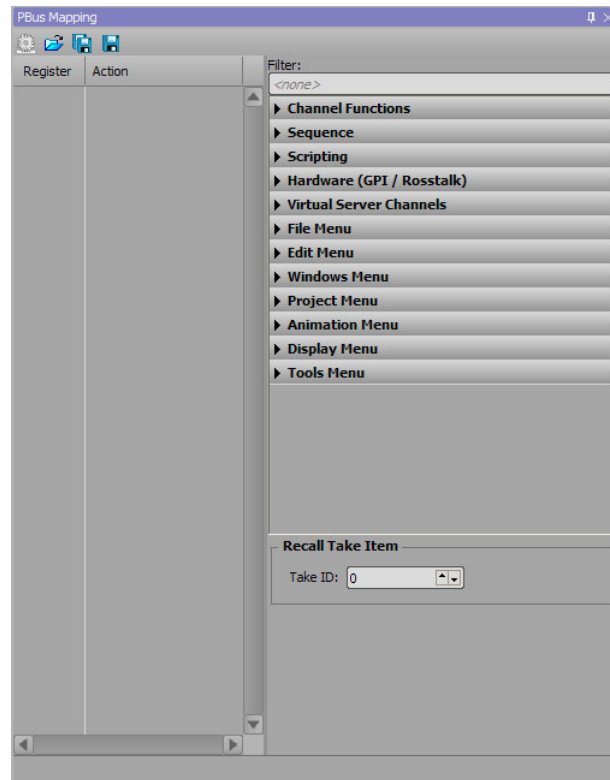 PBus Mapping
Register Action
Filter:
<none>
Channel Functions
Sequence
Scripting
Hardware (GPI / Rosstalk)
Virtual Server Channels
File Menu
Edit Menu
Windows Menu
Project Menu
Animation Menu
Display Menu
Tools Menu
Recall Take Item
Take ID: 0